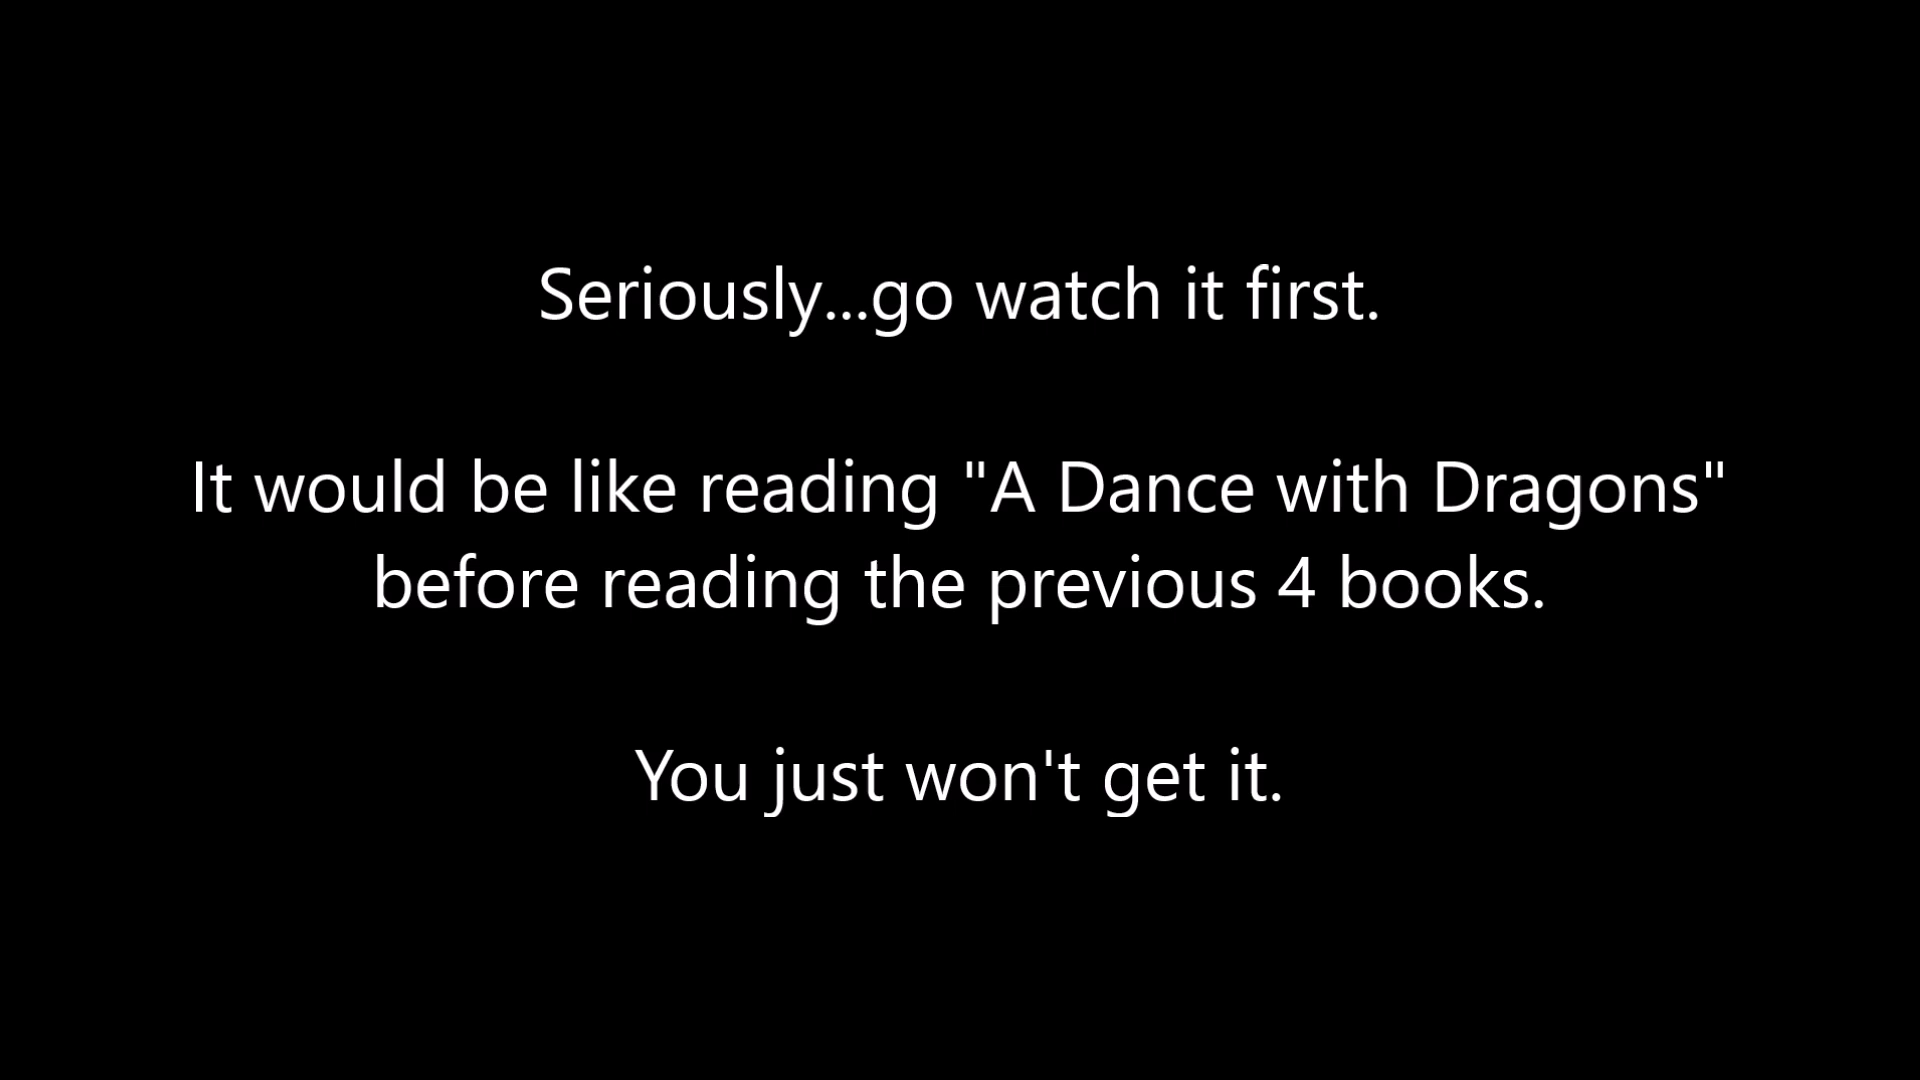 Seriously...go watch it first.
It would be like reading "A Dance with Dragons"
before reading the previous 4 books.
You just won't get it.